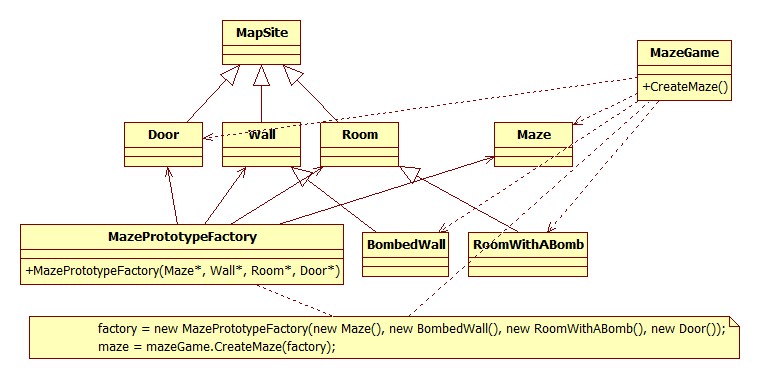 MapSite
MazeGame
+CreateMaze()
Door
Wall
Room
Maze
MazePrototypeFactory
+MazePrototypeFactory(Maze*, Wall*, Room*, Door*)
BombedWall
RoomWithABomb
factory = new MazePrototypeFactory(new Maze(), new BombedWall(), new RoomWithABomb(), new Door());
maze = mazeGame.CreateMaze(factory);